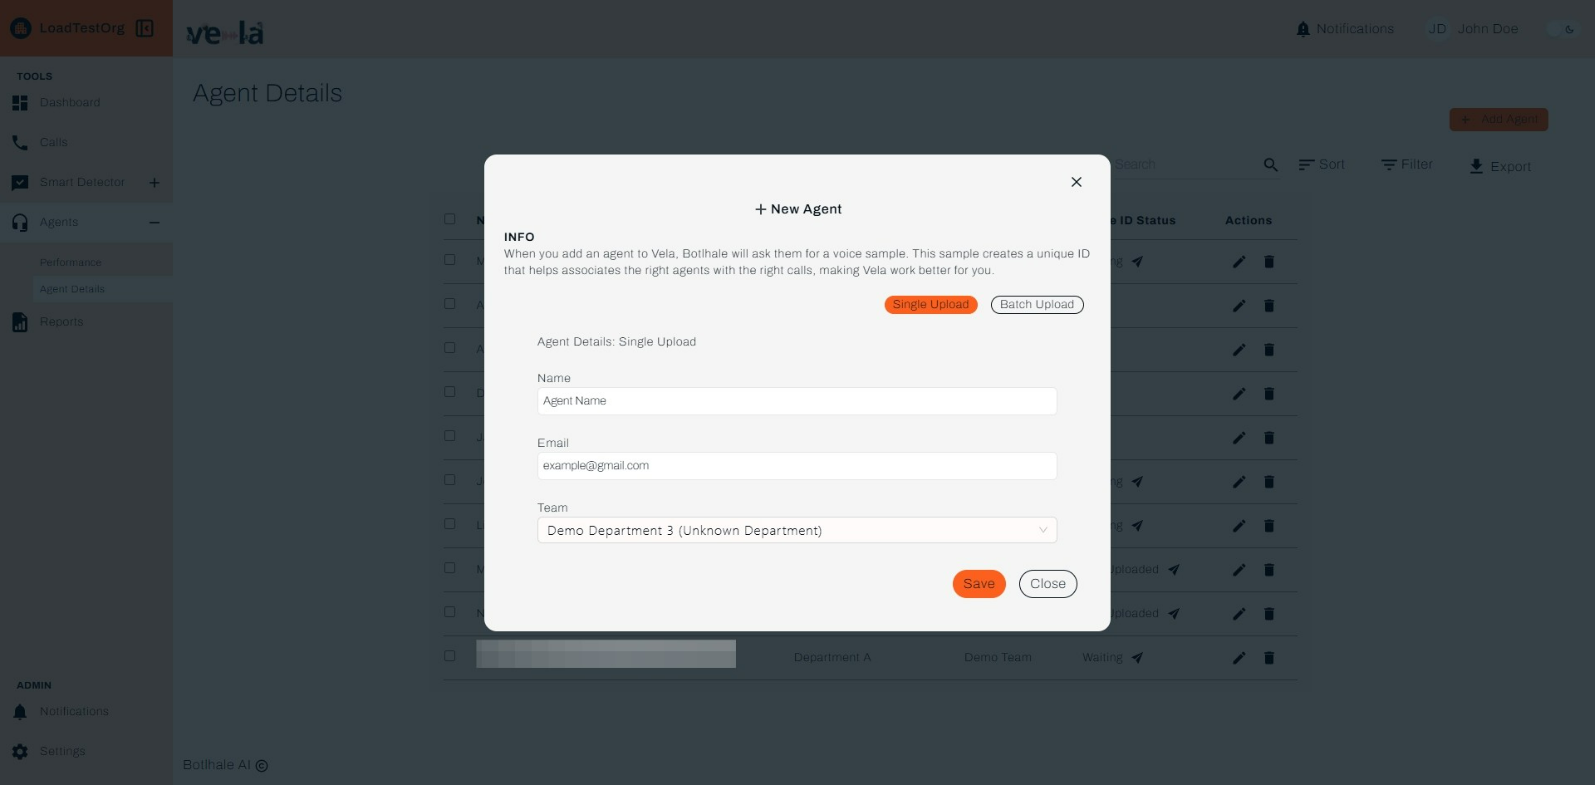 LoadTestOrg
vela
Notifications
JD John Doe
TOOLS
Dashboard
Calls
Smart Detector
Agents
Performance
Agent Details
Reports
ADMIN
Notifications
Settings
Agent Details
+ Add Agent
Search
Sort
Filter
Export
ID Status
Actions
+ New Agent
INFO
When you add an agent to Vela, Botlhale will ask them for a voice sample. This sample creates a unique ID
that helps associates the right agents with the right calls, making Vela work better for you.
Single Upload
Batch Upload
Agent Details: Single Upload
Name
Agent Name
Email
example@gmail.com
Team
Demo Department 3 (Unknown Department)
Save
Close
Department A
Demo Team
Waiting
Botlhale AI ©